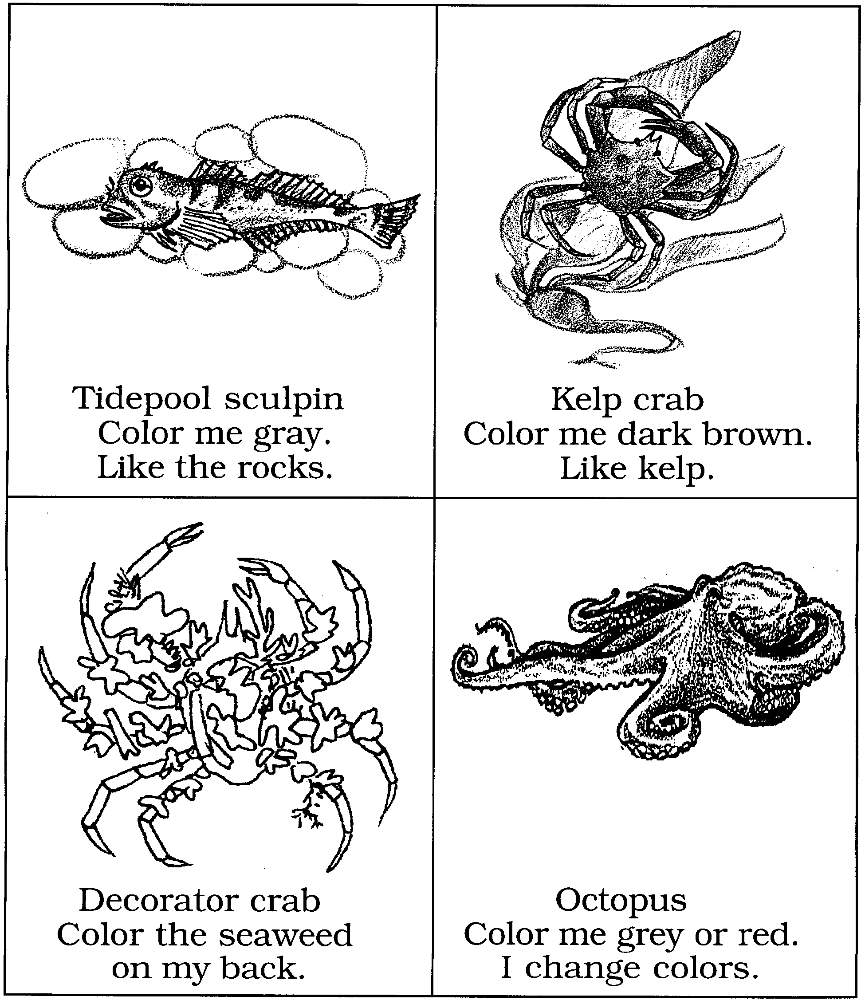 Tidepool sculpin
Color me gray.
Like the rocks.
Kelp crab
Color me dark brown.
Like kelp.
Decorator crab
Color the seaweed
on my back.
Octopus
Color me grey or red.
I change colors.